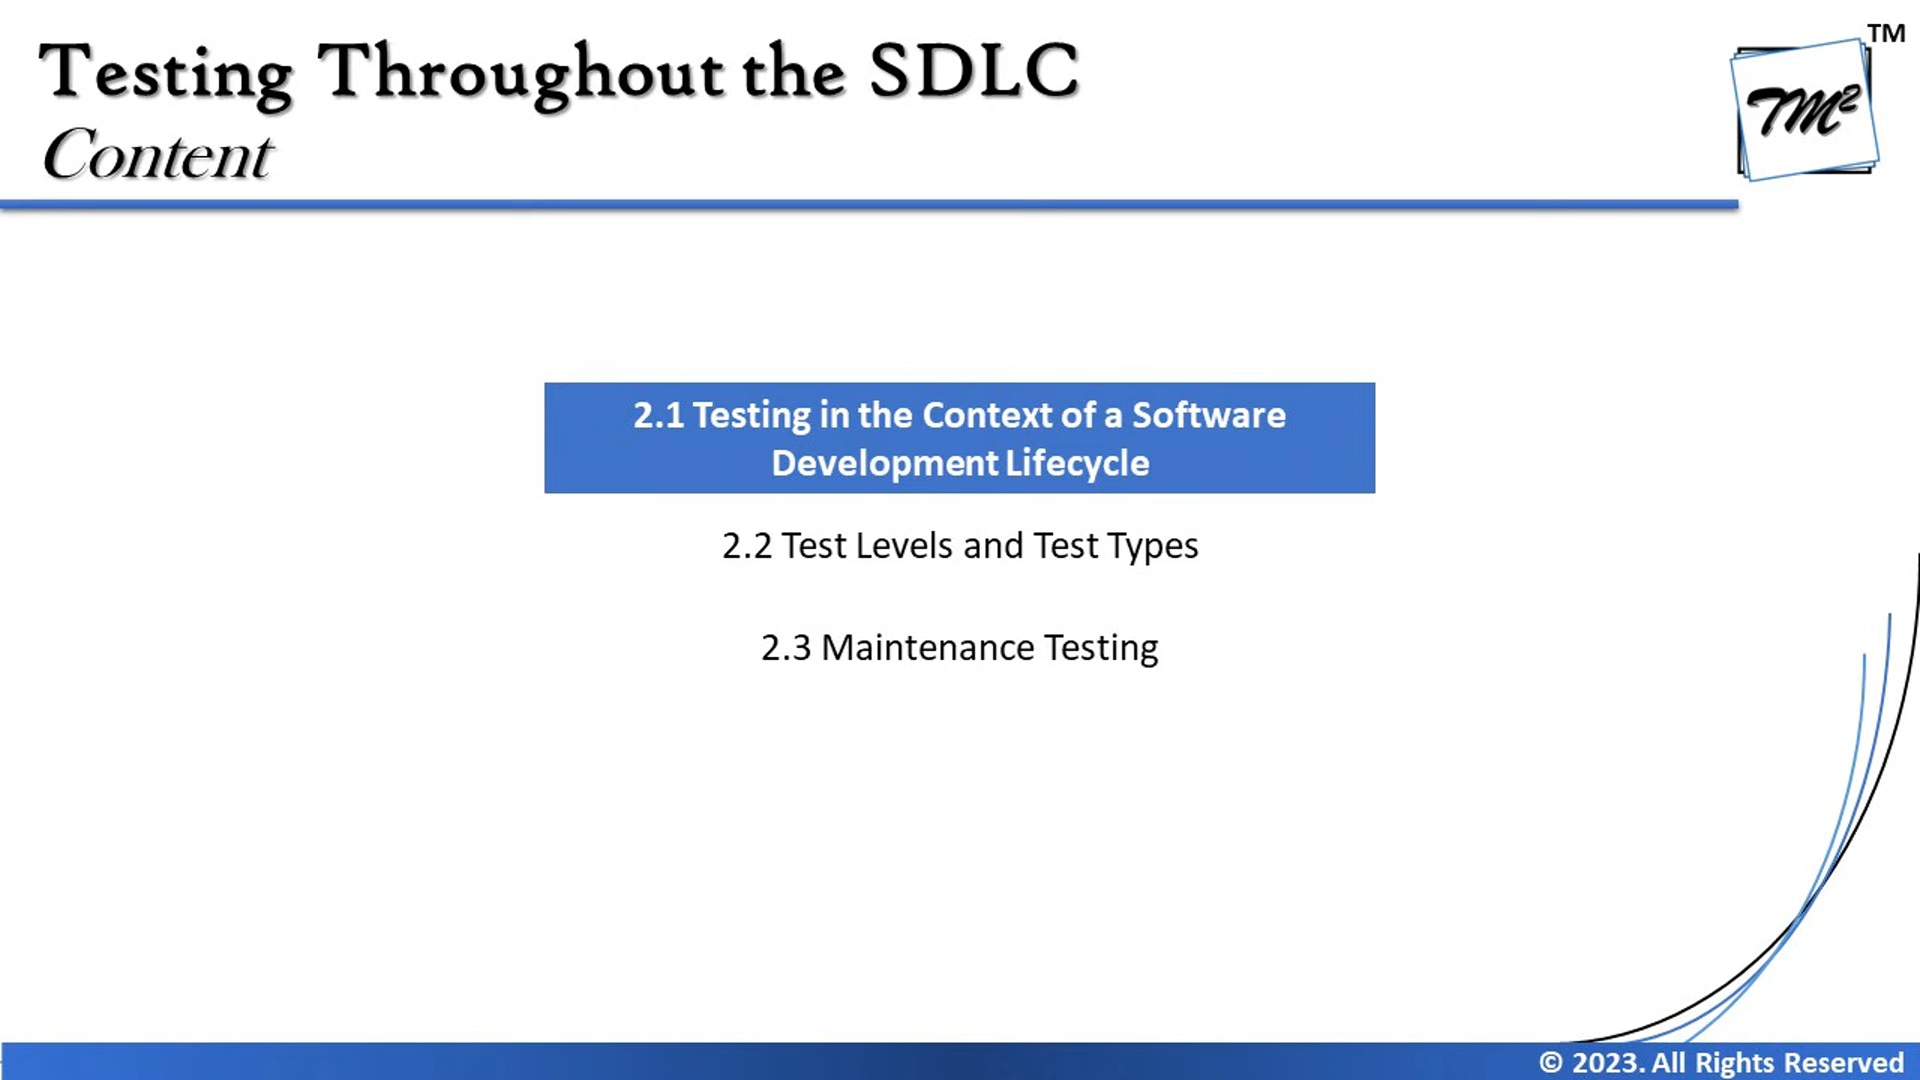 Testing Throughout the SDLC
Content
TM
TM²
2.1 Testing in the Context of a Software
Development Lifecycle
2.2 Test Levels and Test Types
2.3 Maintenance Testing
© 2023. All Rights Reserved